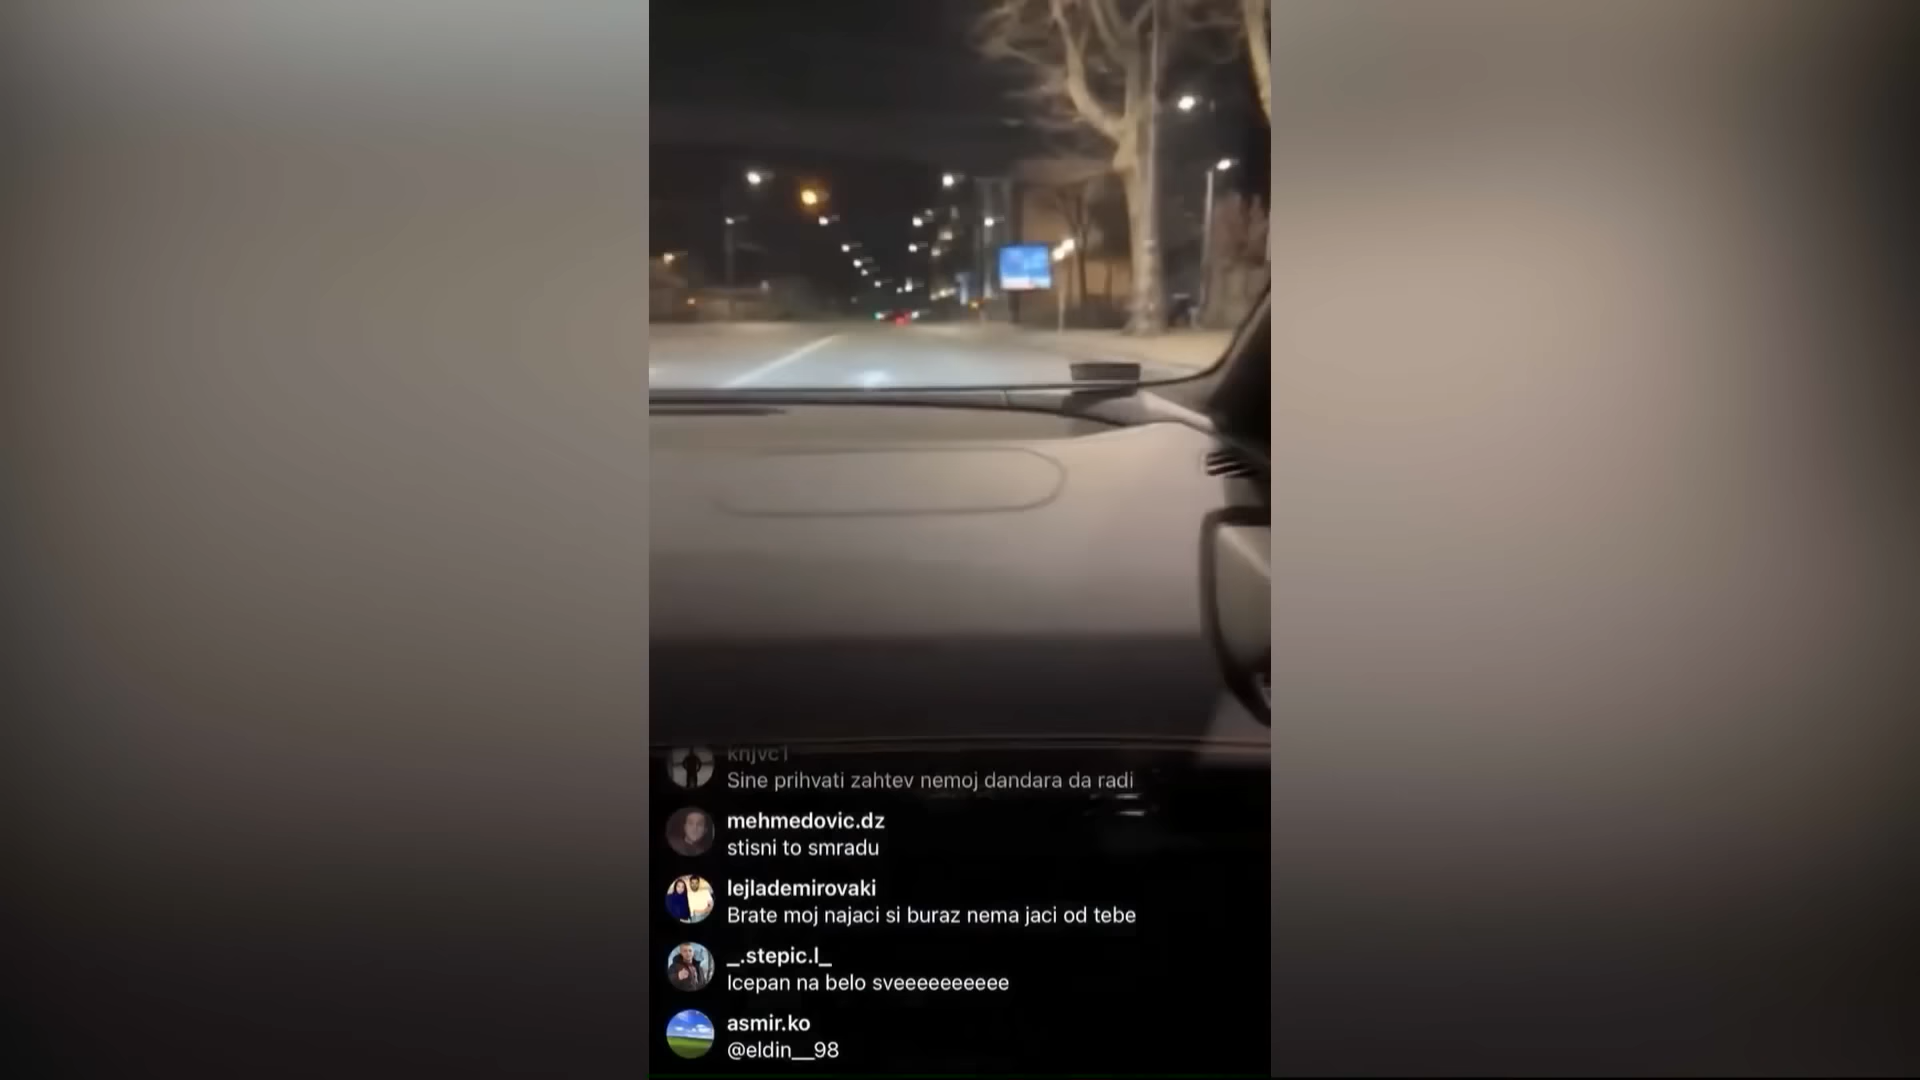 knjvc1
Sine prihvati zahtev nemoj dandara da radi
mehmedovic.dz
stisni to smradu
lejlademirovaki
Brate moj najaci si buraz nema jaci od tebe
_.stepic.l_
Icepan na belo sveeeeeeeeee
asmir.ko
@eldin__98